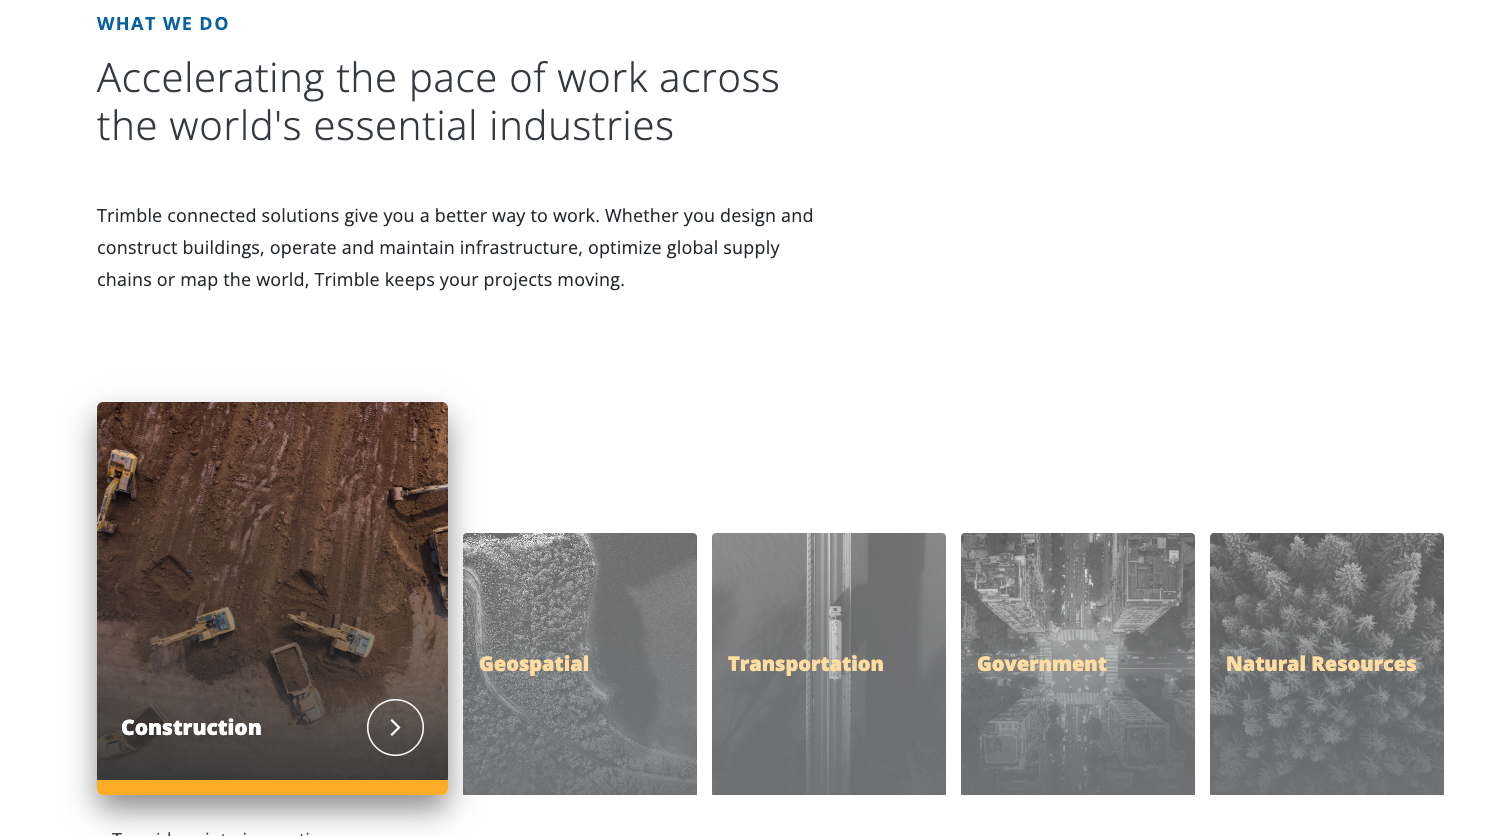 WHAT WE DO
Accelerating the pace of work across
the world's essential industries
Trimble connected solutions give you a better way to work. Whether you design and
construct buildings, operate and maintain infrastructure, optimize global supply
chains or map the world, Trimble keeps your projects moving.
Construction
Geospatial
Transportation
Government
Natural Resources